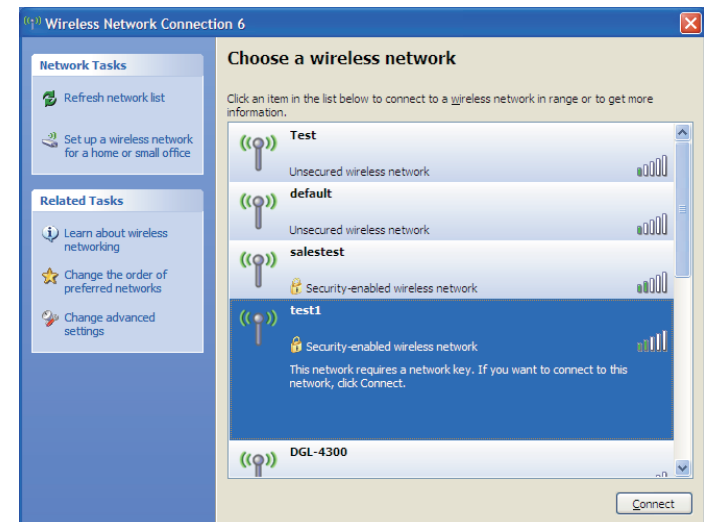 Wireless Network Connection 6
Network Tasks
Refresh network list
Set up a wireless network
for a home or small office
Related Tasks
Learn about wireless
networking
Change the order of
preferred networks
Change advanced
settings
Choose a wireless network
Click an item in the list below to connect to a wireless network in range or to get more
information.
Test
Unsecured wireless network
default
Unsecured wireless network
salestest
Security-enabled wireless network
test1
Security-enabled wireless network
This network requires a network key. If you want to connect to this
network, click Connect.
DGL-4300
Connect